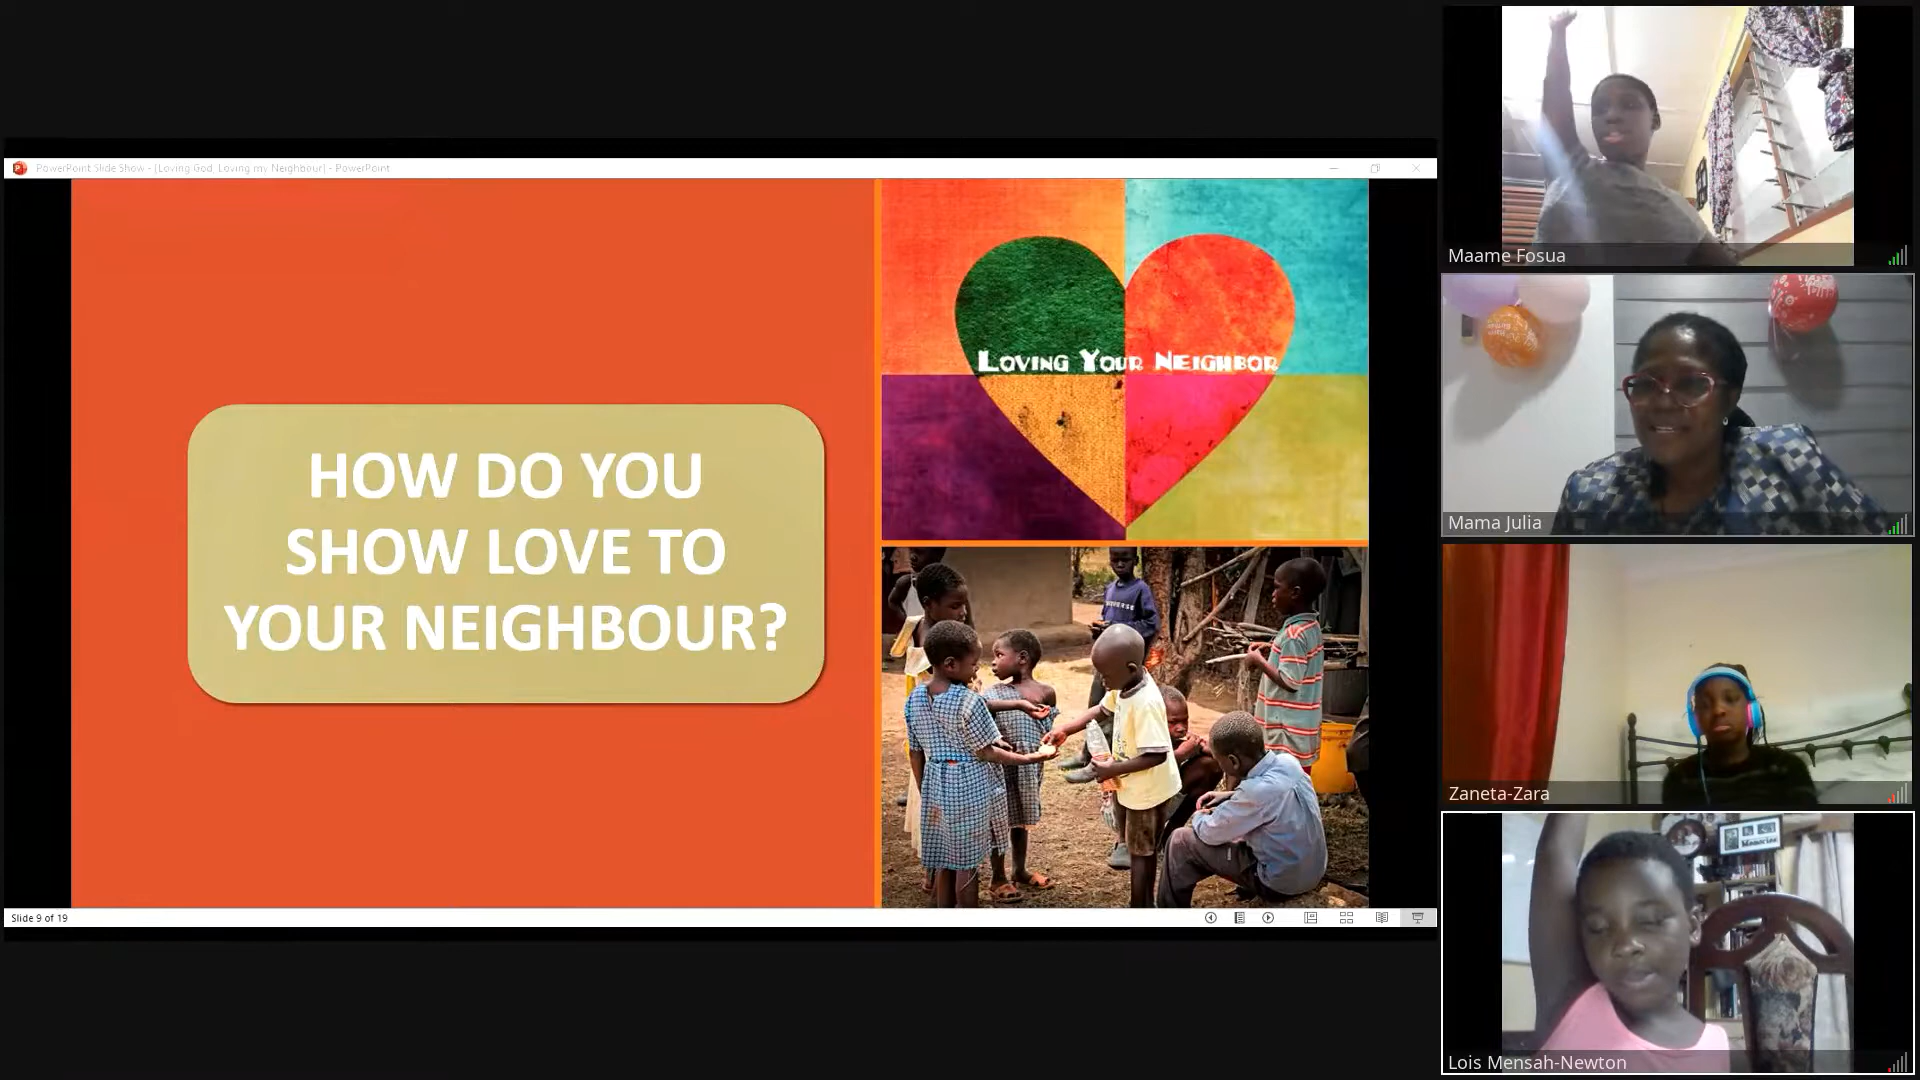 PowerPoint Slide Show - [Loving God, Loving my Neighbour] - PowerPoint
HOW DO YOU
SHOW LOVE TO
YOUR NEIGHBOUR?
LOVING YOUR NEIGHBOR
Slide 9 of 19
Maame Fosua
Mama Julia
Zaneta-Zara
Memories
Lois Mensah-Newton